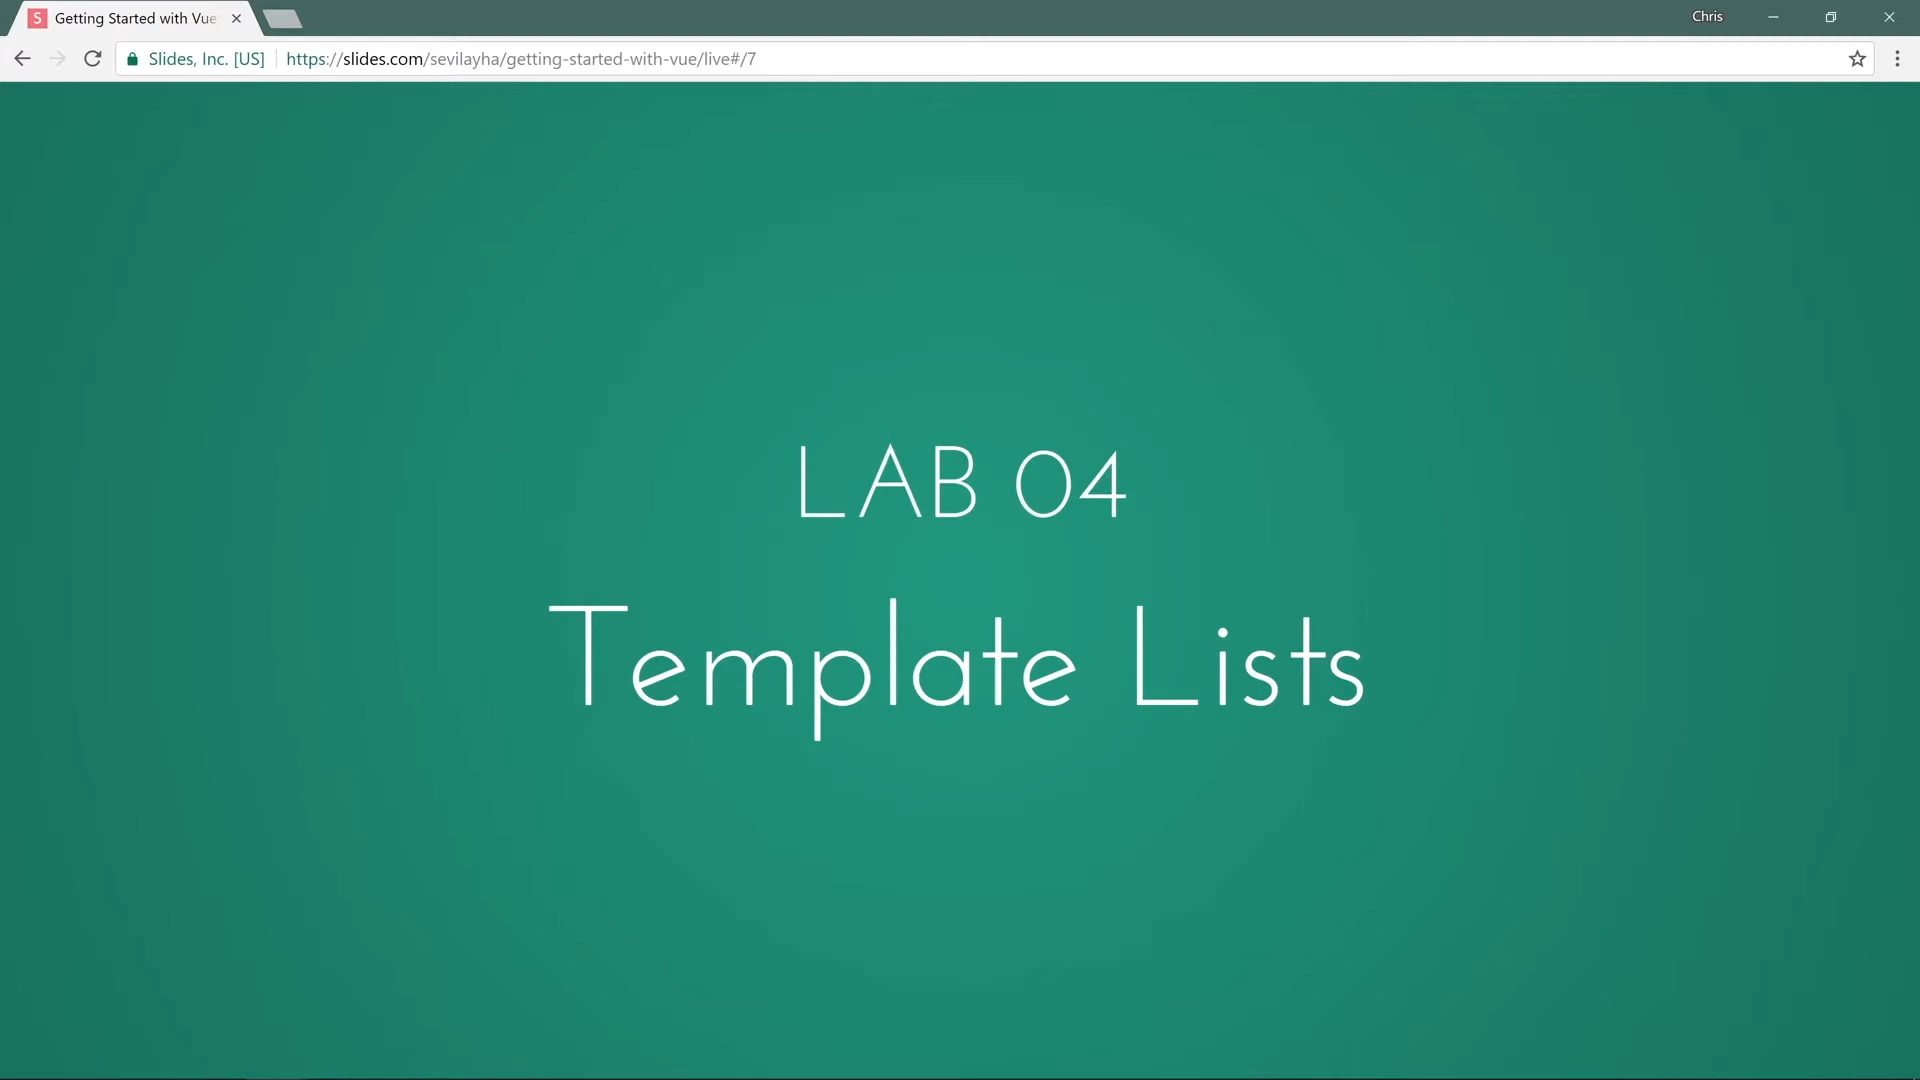 S Getting Started with Vue
Chris
Slides, Inc. [US] https://slides.com/sevilayha/getting-started-with-vue/live#/7
LAB 04
Template Lists